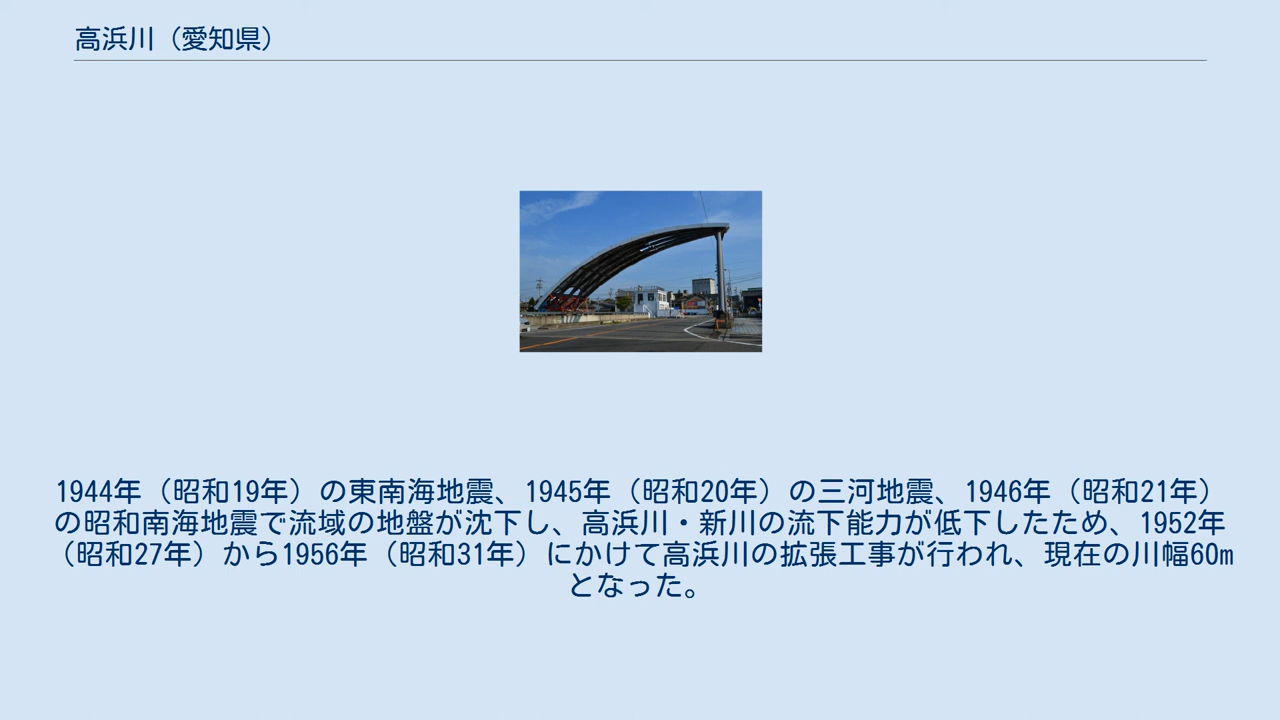 高浜川（愛知県）
1944年（昭和19年）の東南海地震、1945年（昭和20年）の三河地震、1946年（昭和21年）
の昭和南海地震で流域の地盤が沈下し、高浜川・新川の流下能力が低下したため、1952年
（昭和27年）から1956年（昭和31年）にかけて高浜川の拡張工事が行われ、現在の川幅60m
となった。